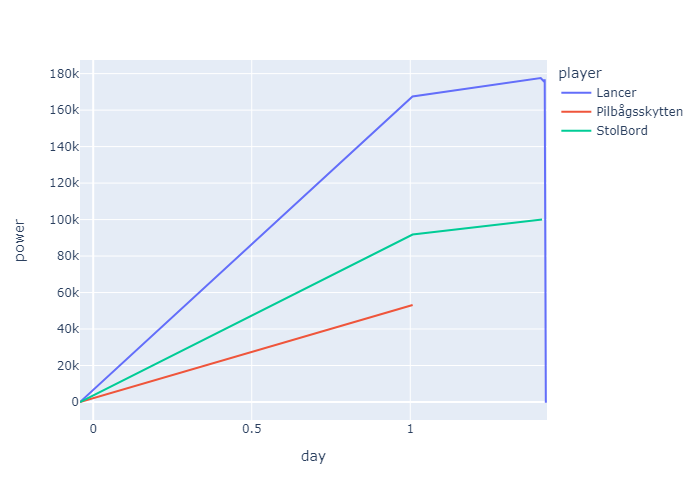 180k
160k
140k
120k
100k
80k
60k
40k
20k
0
0
0.5
1
day
power
player
Lancer
Pilbågsskytten
StolBord